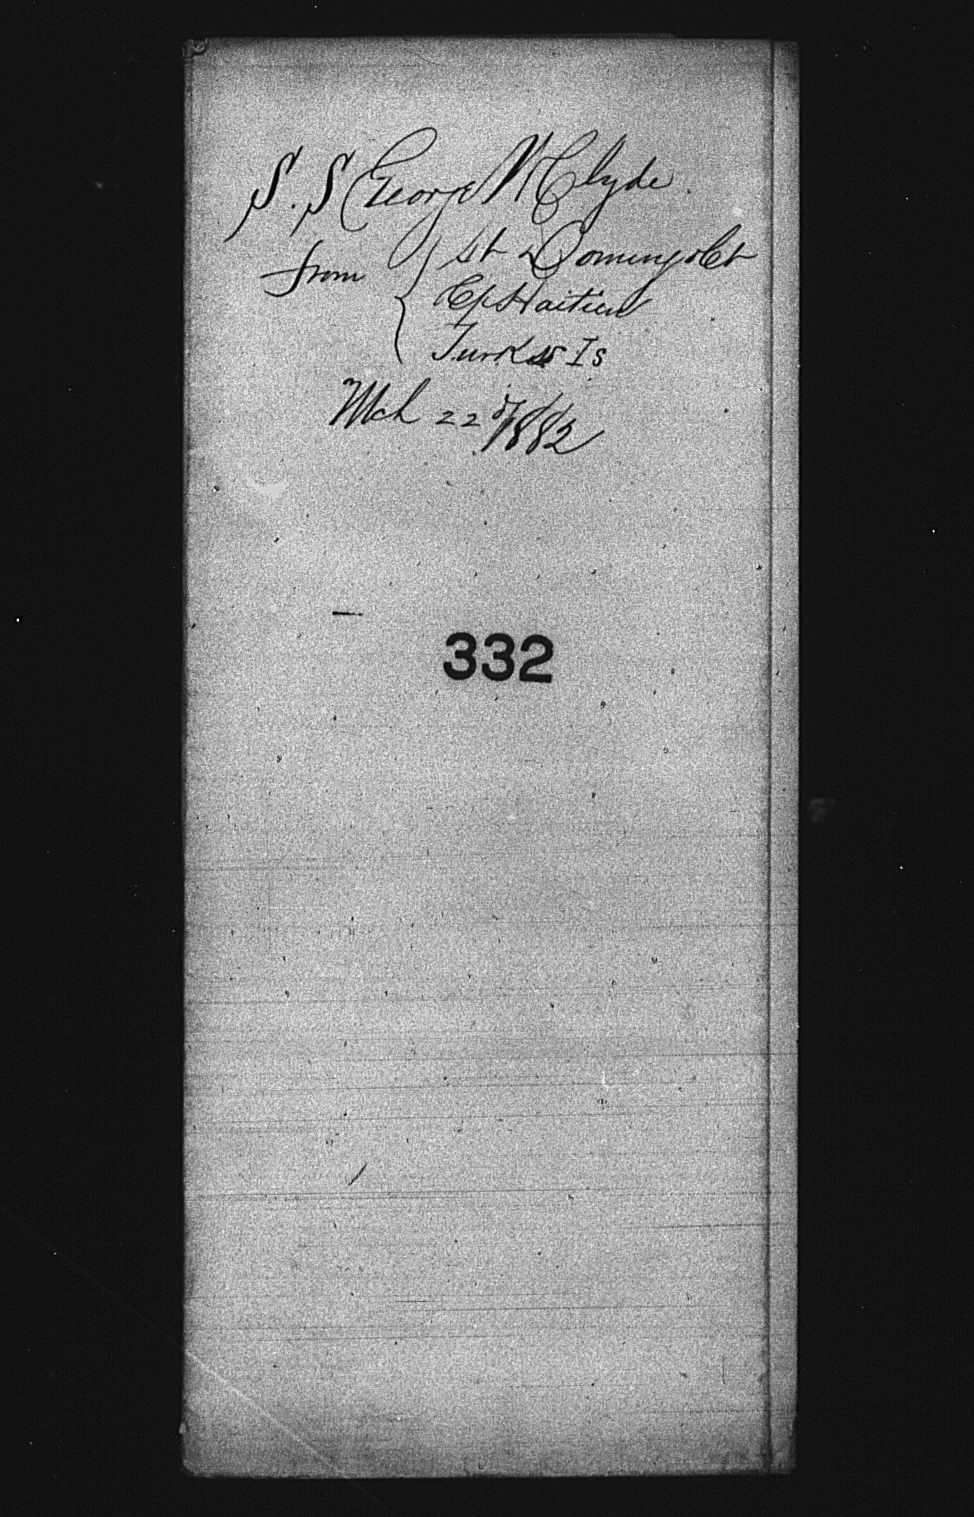 S. S George W Clyde
from { St Domingo Ct
Cp Haitien
Turks Is
Mch 22d/1882
332